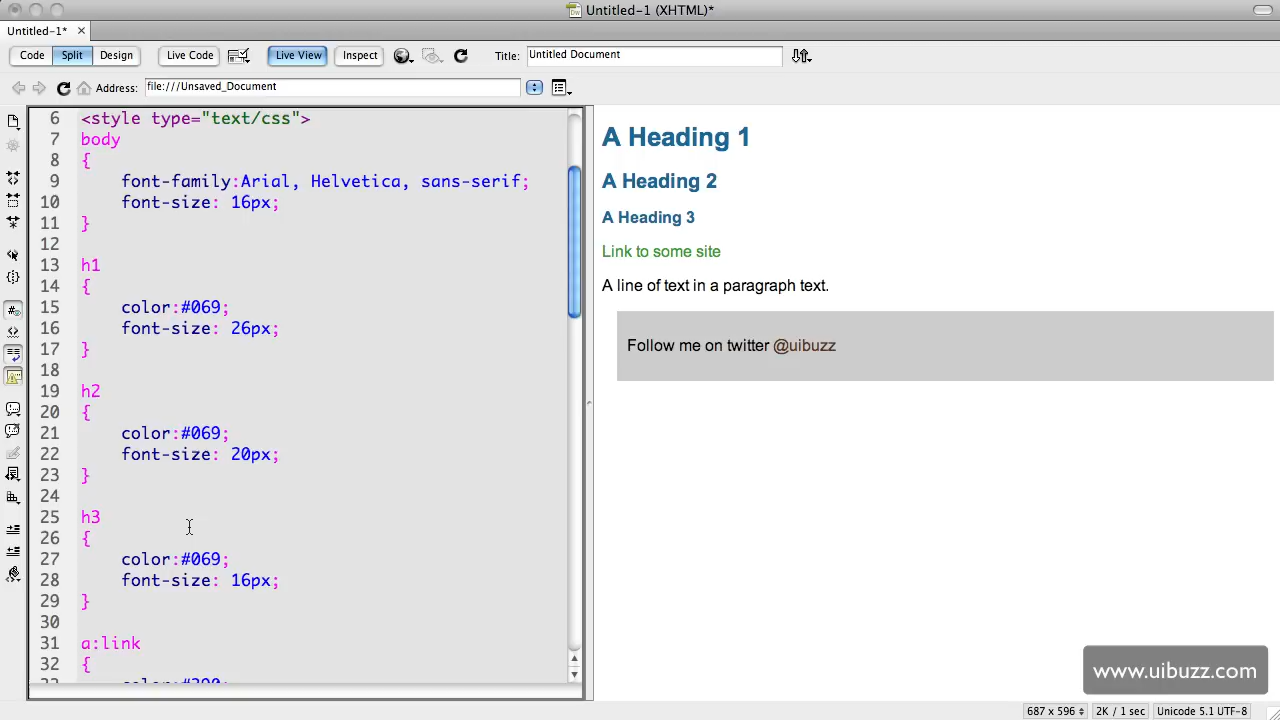 Untitled-1 (XHTML)*
Untitled-1*
Code Split Design Live Code Live View Inspect Title: Untitled Document
Address: file:///Unsaved_Document
6 <style type="text/css">
7 body
8 {
9 font-family:Arial, Helvetica, sans-serif;
10 font-size: 16px;
11 }
12
13 h1
14 {
15 color:#069;
16 font-size: 26px;
17 }
18
19 h2
20 {
21 color:#069;
22 font-size: 20px;
23 }
24
25 h3
26 {
27 color:#069;
28 font-size: 16px;
29 }
30
31 a:link
32 {
A Heading 1
A Heading 2
A Heading 3
Link to some site
A line of text in a paragraph text.
Follow me on twitter @uibuzz
www.uibuzz.com
687 x 596 2K / 1 sec Unicode 5.1 UTF-8